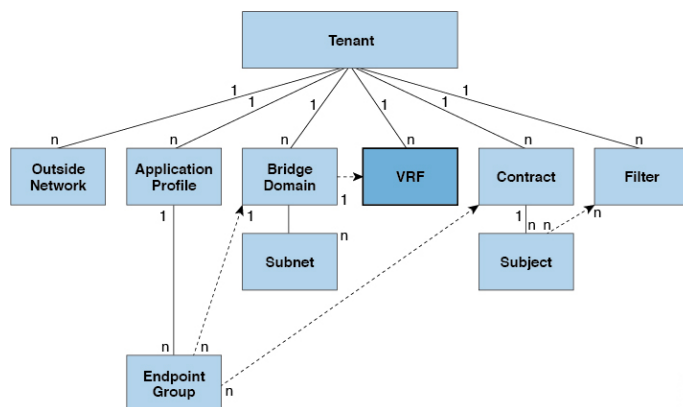 Tenant
1 1 1 1 1 1
n n n n n n
Outside Network
Application Profile
Bridge Domain
VRF
Contract
Filter
1 1 1 1 n n n
n
Subnet
Subject
n n
Endpoint Group
n